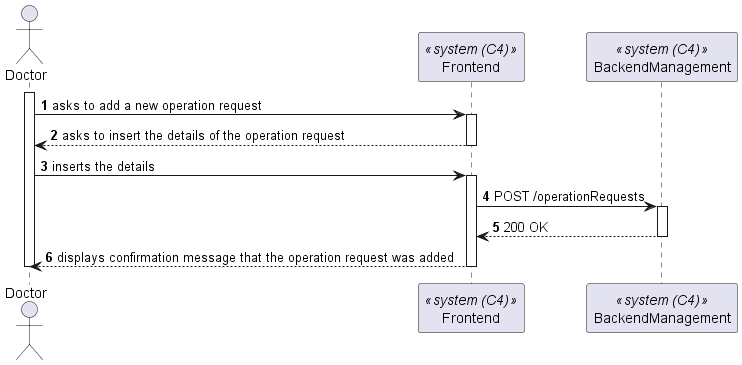 « system (C4) »
« system (C4) »
Doctor
Frontend
BackendManagement
1 asks to add a new operation request
2 asks to insert the details of the operation request
3 inserts the details
4 POST /operationRequests
5 200 OK
6 displays confirmation message that the operation request was added
Doctor
« system (C4) »
« system (C4) »
Frontend
BackendManagement